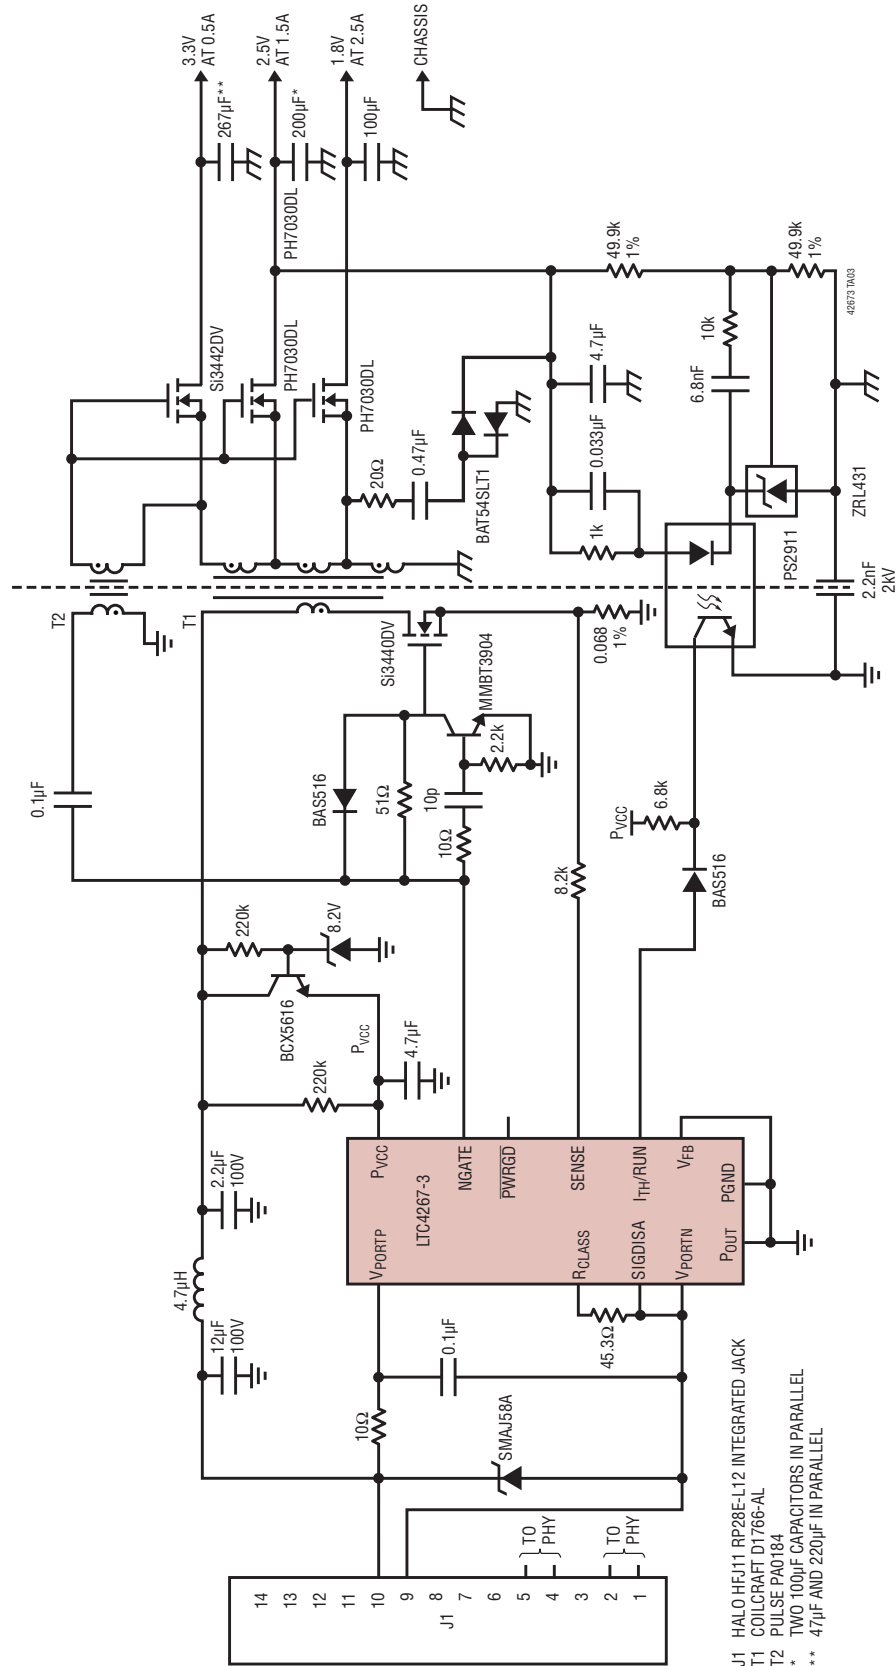 3.3V
AT 0.5A
2.5V
AT 1.5A
1.8V
AT 2.5A
CHASSIS
267µF**
200µF*
100µF
PH7030DL
Si3442DV
PH7030DL
PH7030DL
20Ω
0.47µF
BAT54SLT1
49.9k
1%
4.7µF
0.033µF
1k
10k
6.8nF
49.9k
1%
42673 TA03
ZRL431
PS2911
2.2nF
2kV
T2
T1
Si3440DV
MMBT3904
0.068
1%
0.1µF
BAS516
51Ω
10p
10Ω
2.2k
8.2k
PVCC
6.8k
BAS516
220k
8.2V
BCX5616
PVCC
220k
4.7µF
4.7µH
2.2µF
100V
12µF
100V
LTC4267-3
VPORTP
PVCC
NGATE
PWRGD
SENSE
ITH/RUN
VFB
PGND
POUT
RCLASS
SIGDISA
VPORTN
10Ω
0.1µF
45.3Ω
SMAJ58A
14
13
12
11
10
9
8
7
6
5
4
3
2
1
J1
TO
PHY
TO
PHY
J1 HALO HFJ11 RP28E-L12 INTEGRATED JACK
T1 COILCRAFT D1766-AL
T2 PULSE PA0184
* TWO 100µF CAPACITORS IN PARALLEL
** 47µF AND 220µF IN PARALLEL